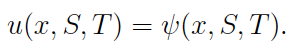 u(x, S, T) = ψ(x, S, T).